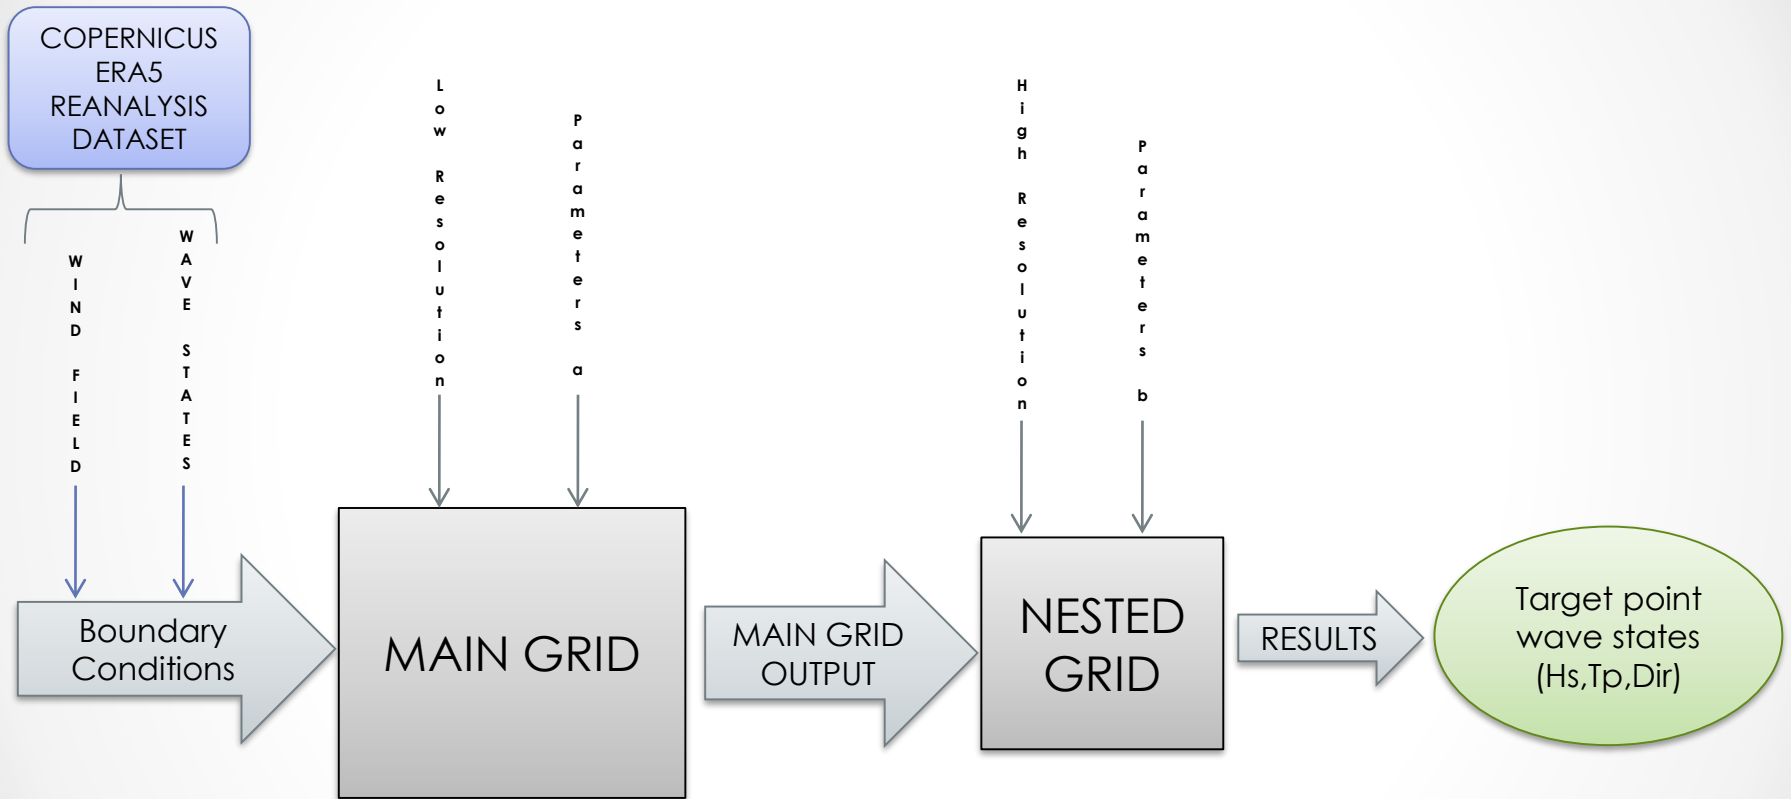 COPERNICUS
ERA5
REANALYSIS
DATASET
WIND FIELD
WAVE STATES
Low Resolution
Parameters a
High Resolution
Parameters b
Boundary
Conditions
MAIN GRID
MAIN GRID
OUTPUT
NESTED
GRID
RESULTS
Target point
wave states
(Hs,Tp,Dir)